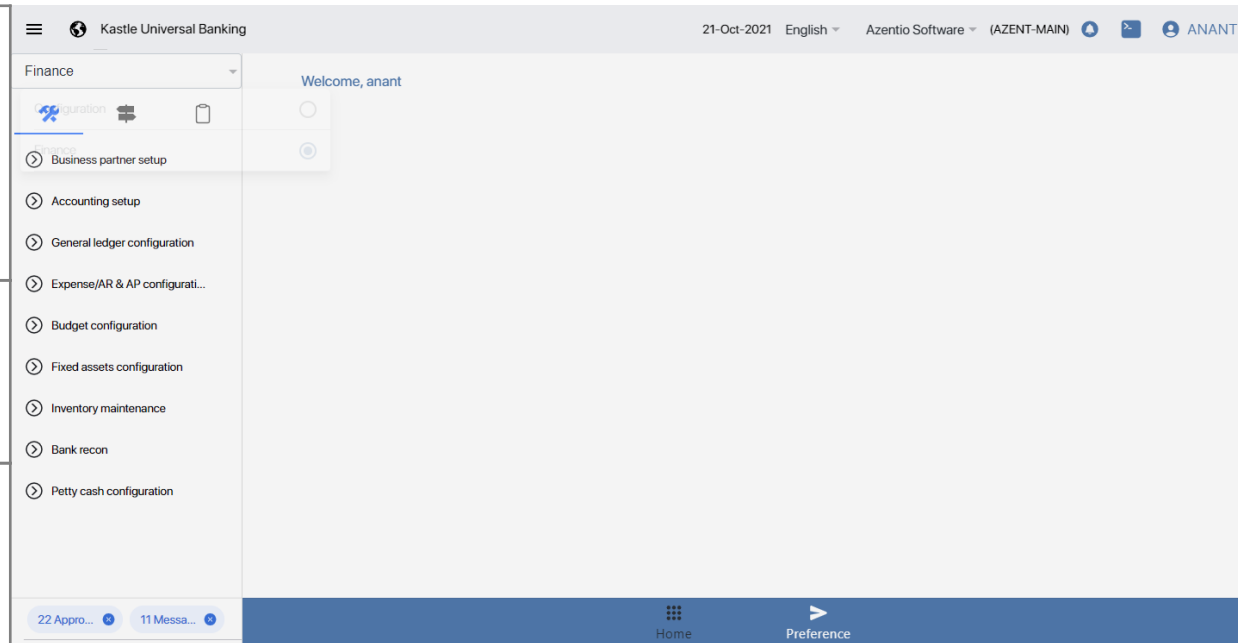 Kastle Universal Banking 21-Oct-2021 English Azentio Software (AZENT-MAIN) ANANT
Finance
Welcome, anant
Configuration
Finance
Business partner setup
Accounting setup
General ledger configuration
Expense/AR & AP configurati...
Budget configuration
Fixed assets configuration
Inventory maintenance
Bank recon
Petty cash configuration
22 Appro... 11 Messa...
Home Preference